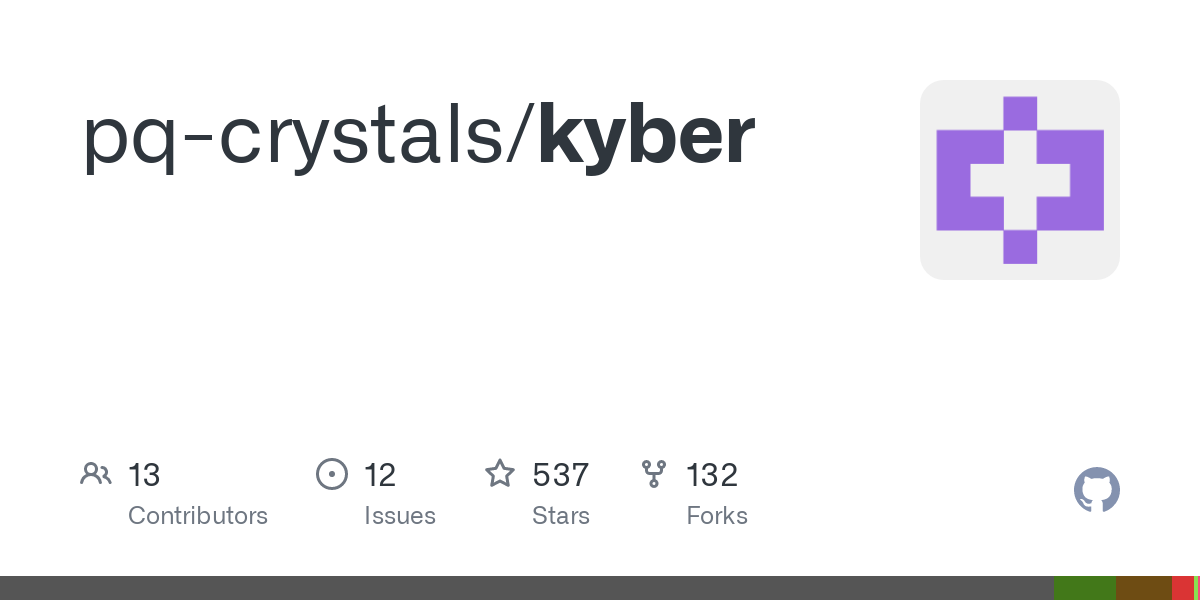 pq-crystals/kyber
13 12 537 132
Contributors Issues Stars Forks